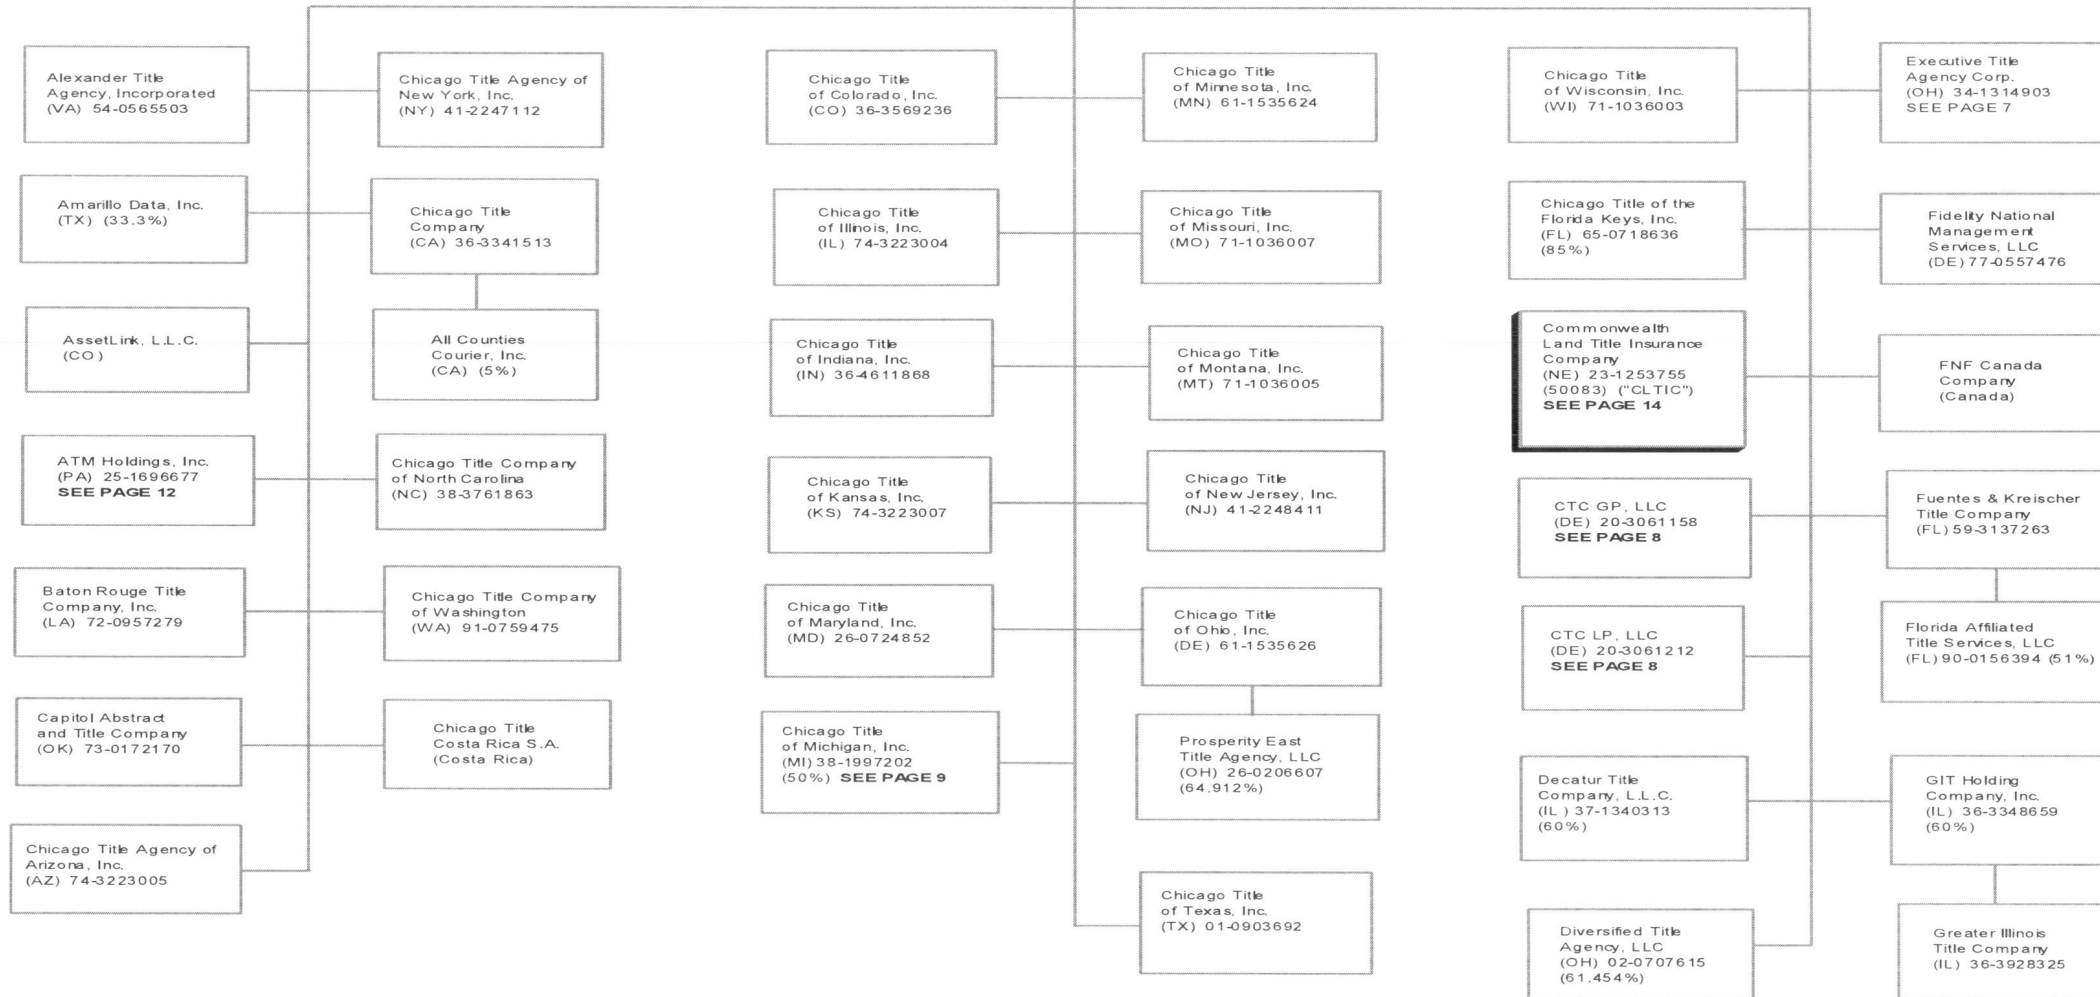 Alexander Title
Agency, Incorporated
(VA) 54-0565503
Chicago Title Agency of
New York, Inc.
(NY) 41-2247112
Amarillo Data, Inc.
(TX) (33.3%)
Chicago Title
Company
(CA) 36-3341513
AssetLink, L.L.C.
(CO)
All Counties
Courier, Inc.
(CA) (5%)
ATM Holdings, Inc.
(PA) 25-1696677
SEE PAGE 12
Chicago Title Company
of North Carolina
(NC) 38-3761863
Baton Rouge Title
Company, Inc.
(LA) 72-0957279
Chicago Title Company
of Washington
(WA) 91-0759475
Capitol Abstract
and Title Company
(OK) 73-0172170
Chicago Title
Costa Rica S.A.
(Costa Rica)
Chicago Title Agency of
Arizona, Inc.
(AZ) 74-3223005
Chicago Title
of Colorado, Inc.
(CO) 36-3569236
Chicago Title
of Minnesota, Inc.
(MN) 61-1535624
Chicago Title
of Illinois, Inc.
(IL) 74-3223004
Chicago Title
of Missouri, Inc.
(MO) 71-1036007
Chicago Title
of Indiana, Inc.
(IN) 36-4611868
Chicago Title
of Montana, Inc.
(MT) 71-1036005
Chicago Title
of Kansas, Inc.
(KS) 74-3223007
Chicago Title
of New Jersey, Inc.
(NJ) 41-2248411
Chicago Title
of Maryland, Inc.
(MD) 26-0724852
Chicago Title
of Ohio, Inc.
(DE) 61-1535626
Chicago Title
of Michigan, Inc.
(MI) 38-1997202
(50%) SEE PAGE 9
Prosperity East
Title Agency, LLC
(OH) 26-0206607
(64.912%)
Chicago Title
of Texas, Inc.
(TX) 01-0903692
Chicago Title
of Wisconsin, Inc.
(WI) 71-1036003
Executive Title
Agency Corp.
(OH) 34-1314903
SEE PAGE 7
Chicago Title of the
Florida Keys, Inc.
(FL) 65-0718636
(85%)
Fidelity National
Management
Services, LLC
(DE) 77-0557476
Commonwealth
Land Title Insurance
Company
(NE) 23-1253755
(50083) ("CLTIC")
SEE PAGE 14
FNF Canada
Company
(Canada)
CTC GP, LLC
(DE) 20-3061158
SEE PAGE 8
Fuentes & Kreischer
Title Company
(FL) 59-3137263
CTC LP, LLC
(DE) 20-3061212
SEE PAGE 8
Florida Affiliated
Title Services, LLC
(FL) 90-0156394 (51%)
Decatur Title
Company, L.L.C.
(IL ) 37-1340313
(60%)
GIT Holding
Company, Inc.
(IL) 36-3348659
(60%)
Diversified Title
Agency, LLC
(OH) 02-0707615
(61.454%)
Greater Illinois
Title Company
(IL) 36-3928325